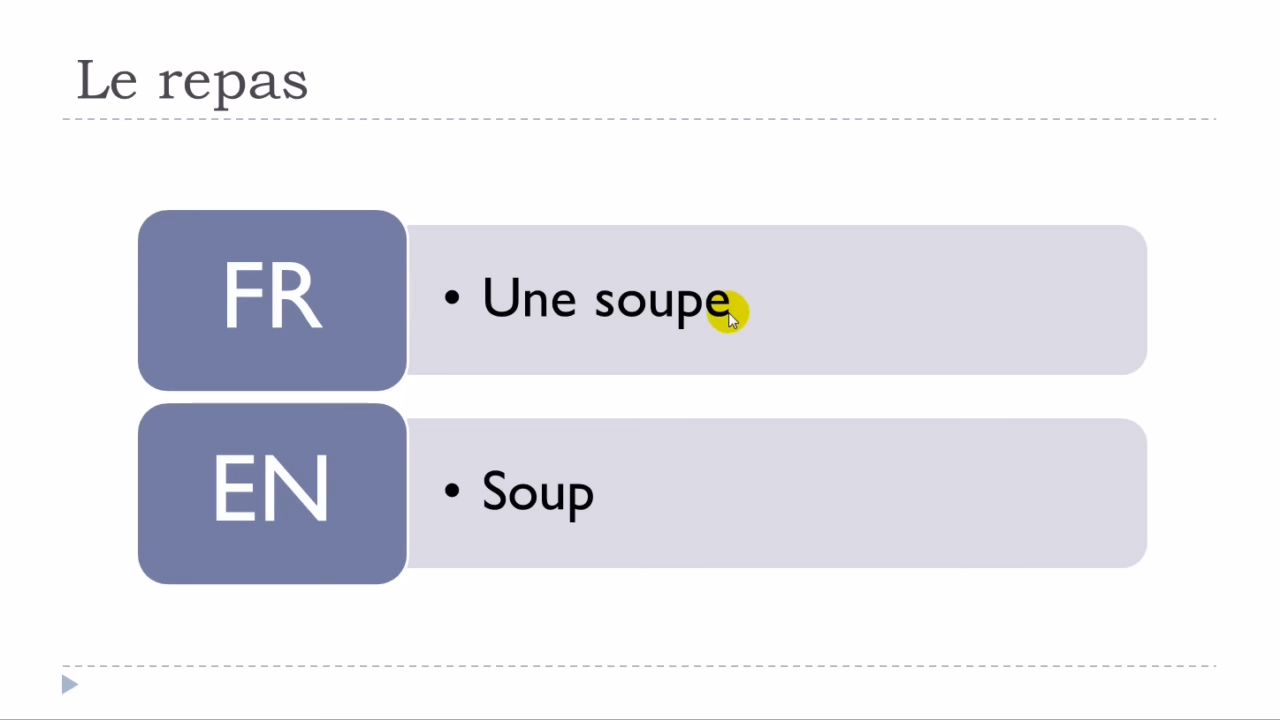 Le repas
FR
• Une soupe
EN
• Soup